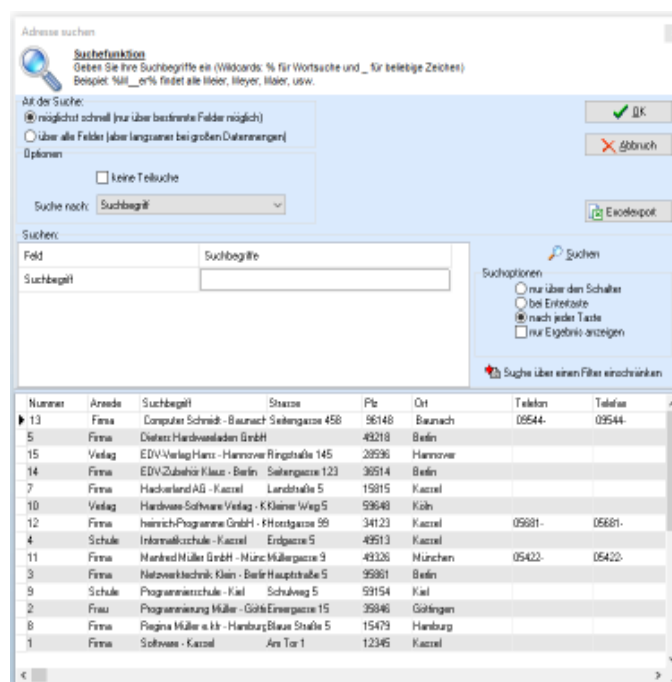 Adresse suchen
Suchefunktion
Geben Sie Ihre Suchbegriffe ein (Wildcards: % für Wortsuche und _ für beliebige Zeichen)
Beispiel: %M__er% findet alle Meier, Meyer, Maier, usw.
Art der Suche:
möglichst schnell (nur über bestimmte Felder möglich)
über alle Felder (aber langsamer bei großen Datenmengen)
OK
Abbruch
Optionen
keine Teilsuche
Suche nach: Suchbegriff
Excelexport
Suchen:
Feld Suchbegriffe
Suchbegriff
Suchen
Suchoptionen
nur über den Schalter
bei Entertaste
nach jeder Taste
nur Ergebnis anzeigen
Suche über einen Filter einschränken
Nummer Anrede Suchbegriff Strasse Plz Ort Telefon Telefax
13 Firma Computer Schmidt - Baunach Seitengasse 458 96148 Baunach 09544- 09544-
5 Firma Dieters Hardwareladen GmbH 49218 Berlin
15 Verlag EDV-Verlag Hans - Hannover Ringstraße 145 28596 Hannover
14 Firma EDV-Zubehör Klaus - Berlin Seitengasse 123 36514 Berlin
7 Firma Hackerland AG - Kassel Landstraße 5 15815 Kassel
10 Verlag Hardware-Software Verlag - K Kleiner Weg 5 59648 Köln
12 Firma heinrich-Programme GmbH - K Horstgasse 99 34123 Kassel 05681- 05681-
4 Schule Informatikschule - Kassel Erdgasse 5 49513 Kassel
11 Firma Manfred Müller GmbH - Münc Müllergasse 9 49326 München 05422- 05422-
3 Firma Netzwerktechnik Klein - Berlin Hauptstraße 5 95861 Berlin
9 Schule Programmierschule - Kiel Schulweg 5 59154 Kiel
2 Frau Programmierung Müller - Götti Eimergasse 15 35846 Göttingen
8 Firma Regina Müller e.kfr - Hamburg Blaue Straße 5 15479 Hamburg
1 Firma Software - Kassel Am Tor 1 12345 Kassel